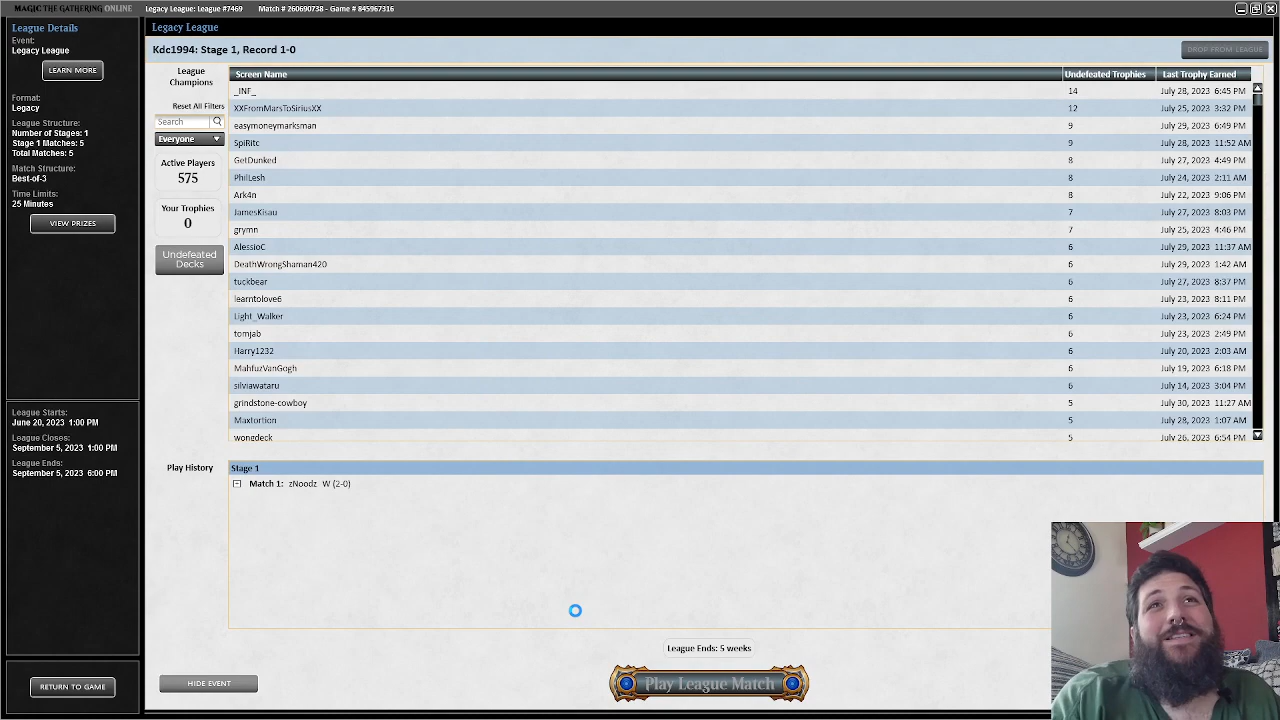 MAGIC THE GATHERING ONLINE
Legacy League: League #7469 Match # 260690738 - Game # 845967316
League Details
Event:
Legacy League
LEARN MORE
Format:
Legacy
League Structure:
Number of Stages: 1
Stage 1 Matches: 5
Total Matches: 5
Match Structure:
Best-of-3
Time Limits:
25 Minutes
VIEW PRIZES
League Starts:
June 20, 2023 1:00 PM
League Closes:
September 5, 2023 1:00 PM
League Ends:
September 5, 2023 6:00 PM
RETURN TO GAME
Legacy League
Kdc1994: Stage 1, Record 1-0
DROP FROM LEAGUE
League
Champions
Reset All Filters
Search
Everyone
Active Players
575
Your Trophies
0
Undefeated
Decks
Screen Name Undefeated Trophies Last Trophy Earned
_INF_ 14 July 28, 2023 6:45 PM
XXFromMarsToSiriusXX 12 July 25, 2023 3:32 PM
easymoneymarksman 9 July 29, 2023 6:49 PM
SpiRitc 9 July 28, 2023 11:52 AM
GetDunked 8 July 27, 2023 4:49 PM
PhilLesh 8 July 24, 2023 2:11 AM
Ark4n 8 July 22, 2023 9:06 PM
JamesKisau 7 July 27, 2023 8:03 PM
grymn 7 July 25, 2023 4:46 PM
AlessioC 6 July 29, 2023 11:37 AM
DeathWrongShaman420 6 July 29, 2023 1:42 AM
tuckbear 6 July 27, 2023 8:37 PM
learntolove6 6 July 23, 2023 8:11 PM
Light_Walker 6 July 23, 2023 6:24 PM
tomjab 6 July 23, 2023 2:49 PM
Harry1232 6 July 20, 2023 2:03 AM
MahfuzVanGogh 6 July 19, 2023 6:18 PM
silviawataru 6 July 14, 2023 3:04 PM
grindstone-cowboy 5 July 30, 2023 11:27 AM
Maxtortion 5 July 28, 2023 1:07 AM
wongdeck 5 July 26, 2023 6:54 PM
Play History
Stage 1
Match 1: zNoodz W (2-0)
League Ends: 5 weeks
HIDE EVENT
Play League Match